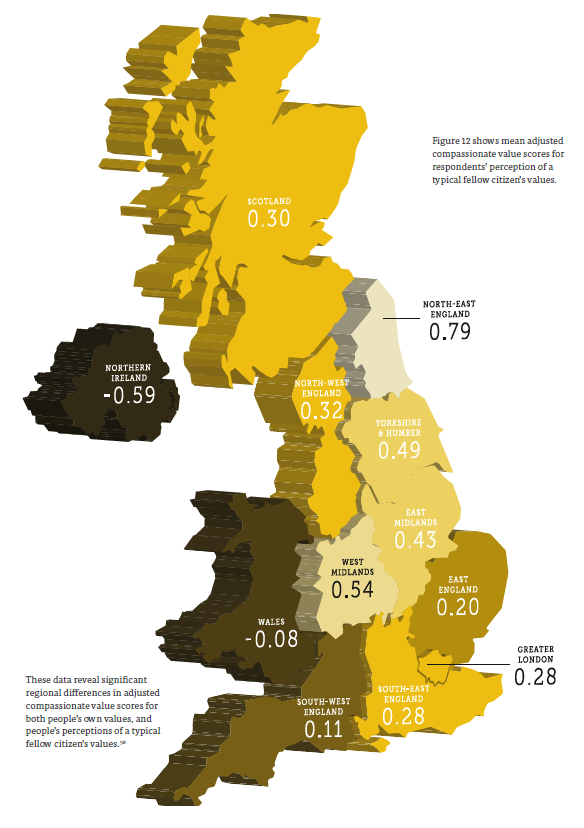 Figure 12 shows mean adjusted
compassionate value scores for
respondents' perception of a
typical fellow citizen's values.
SCOTLAND
0.30
NORTH-EAST
ENGLAND
0.79
NORTHERN
IRELAND
-0.59
NORTH-WEST
ENGLAND
0.32
YORKSHIRE
& HUMBER
0.49
EAST
MIDLANDS
0.43
WEST
MIDLANDS
0.54
EAST
ENGLAND
0.20
WALES
-0.08
GREATER
LONDON
0.28
SOUTH-EAST
ENGLAND
0.28
SOUTH-WEST
ENGLAND
0.11
These data reveal significant
regional differences in adjusted
compassionate value scores for
both people's own values, and
people's perceptions of a typical
fellow citizen's values.